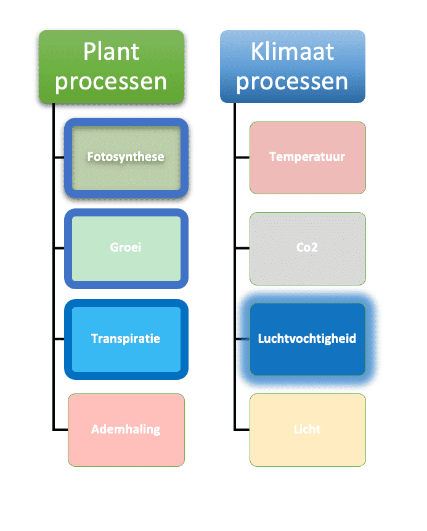 Plant
processen
Fotosynthese
Groei
Transpiratie
Ademhaling
Klimaat
processen
Temperatuur
Co2
Luchtvochtigheid
Licht